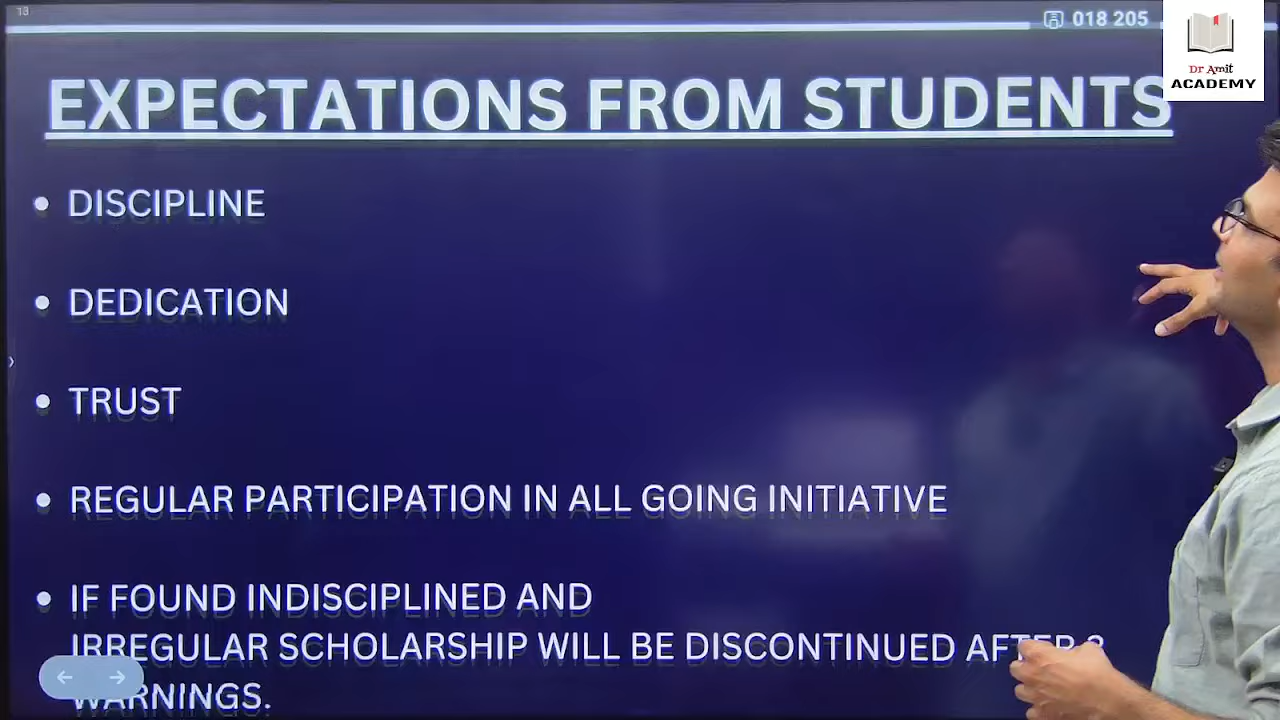 13
018 205
Dr Amit
ACADEMY
EXPECTATIONS FROM STUDENTS
• DISCIPLINE
• DEDICATION
• TRUST
• REGULAR PARTICIPATION IN ALL GOING INITIATIVE
• IF FOUND INDISCIPLINED AND
IRREGULAR SCHOLARSHIP WILL BE DISCONTINUED AFTER
WARNINGS.